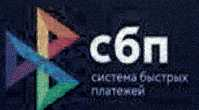 сбп
система быстрых
платежей